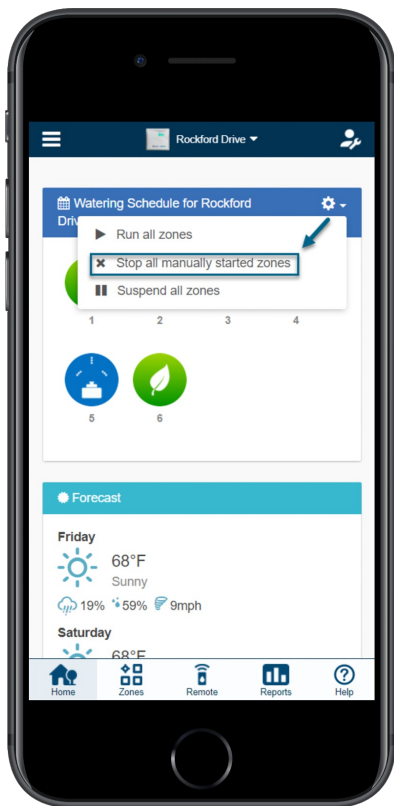 Rockford Drive
Watering Schedule for Rockford
Driv
Run all zones
Stop all manually started zones
Suspend all zones
1 2 3 4
5 6
Forecast
Friday
68°F
Sunny
19% 59% 9mph
Saturday
68°F
Home Zones Remote Reports Help